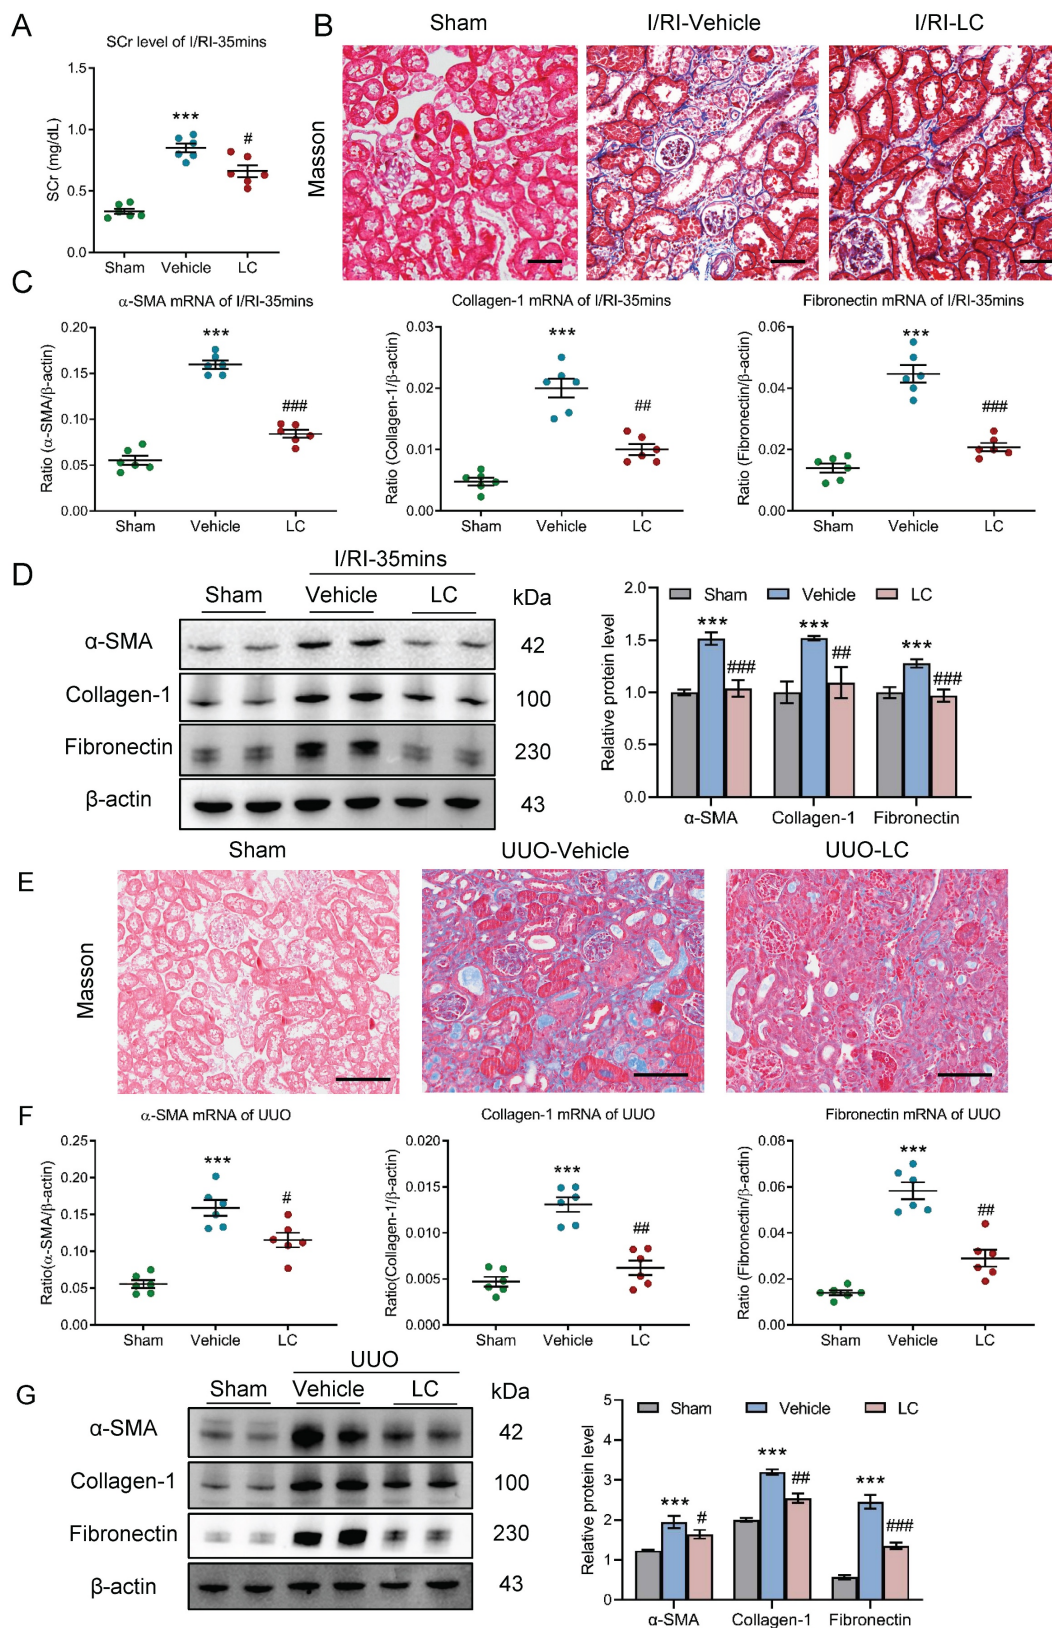 A
SCr level of I/RI-35mins
SCr (mg/dL)
1.5
1.0
0.5
0.0
***
#
Sham Vehicle LC
B
Sham I/RI-Vehicle I/RI-LC
Masson
C
α-SMA mRNA of I/RI-35mins
Ratio (α-SMA/β-actin)
0.20
0.15
0.10
0.05
0.00
***
###
Sham Vehicle LC
Collagen-1 mRNA of I/RI-35mins
Ratio (Collagen-1/β-actin)
0.03
0.02
0.01
0.00
***
##
Sham Vehicle LC
Fibronectin mRNA of I/RI-35mins
Ratio (Fibronectin/β-actin)
0.06
0.04
0.02
0.00
***
###
Sham Vehicle LC
D
I/RI-35mins
Sham Vehicle LC kDa
α-SMA 42
Collagen-1 100
Fibronectin 230
β-actin 43
Relative protein level
2.0
1.5
1.0
0.5
0.0
Sham Vehicle LC
*** ###
*** ##
*** ###
α-SMA Collagen-1 Fibronectin
E
Sham UUO-Vehicle UUO-LC
Masson
F
α-SMA mRNA of UUO
Ratio(α-SMA/β-actin)
0.25
0.20
0.15
0.10
0.05
0.00
***
#
Sham Vehicle LC
Collagen-1 mRNA of UUO
Ratio(Collagen-1/β-actin)
0.020
0.015
0.010
0.005
0.000
***
##
Sham Vehicle LC
Fibronectin mRNA of UUO
Ratio (Fibronectin/β-actin)
0.08
0.06
0.04
0.02
0.00
***
##
Sham Vehicle LC
G
UUO
Sham Vehicle LC kDa
α-SMA 42
Collagen-1 100
Fibronectin 230
β-actin 43
Relative protein level
5
4
3
2
1
0
Sham Vehicle LC
*** #
*** ##
*** ###
α-SMA Collagen-1 Fibronectin